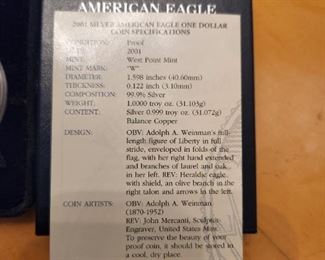 AMERICAN EAGLE
2001 SILVER AMERICAN EAGLE ONE DOLLAR
COIN SPECIFICATIONS
CONDITION: Proof
DATE: 2001
MINT: West Point Mint
MINT MARK: "W"
DIAMETER: 1.598 inches (40.60mm)
THICKNESS: 0.122 inch (3.10mm)
COMPOSITION: 99.9% Silver
WEIGHT: 1.0000 troy oz. (31.103g)
CONTENT: Silver 0.999 troy oz. (31.072g)
Balance Copper
DESIGN: OBV: Adolph A. Weinman's full-
length figure of Liberty in full
stride, enveloped in folds of the
flag, with her right hand extended
and branches of laurel and oak
in her left. REV: Heraldic eagle
with shield, an olive branch in the
right talon and arrows in the left.
COIN ARTISTS: OBV: Adolph A. Weinman
(1870-1952)
REV: John Mercanti, Sculptor-
Engraver, United States Mint.
To preserve the beauty of your
proof coin, it should be stored in
a cool, dry place.